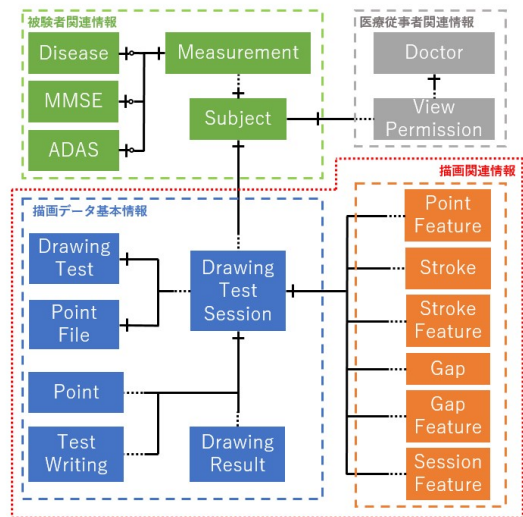 被験者関連情報
Disease
Measurement
MMSE
ADAS
Subject
医療従事者関連情報
Doctor
View
Permission
描画関連情報
描画データ基本情報
Drawing
Test
Point
File
Drawing
Test
Session
Point
Test
Writing
Drawing
Result
Point
Feature
Stroke
Stroke
Feature
Gap
Gap
Feature
Session
Feature